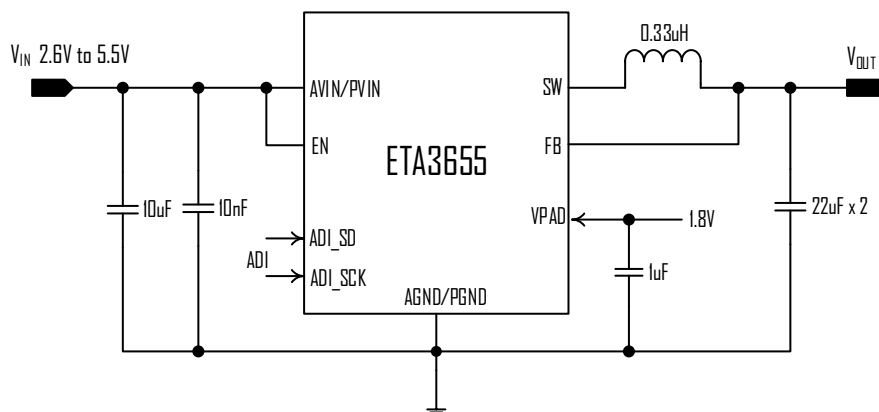 0.33uH
VIN 2.6V to 5.5V
VOUT
AVIN/PVIN
SW
EN
FB
ETA3655
10uF
10nF
VPAD
1.8V
22uF x 2
ADI_SD
ADI
ADI_SCK
1uF
AGND/PGND